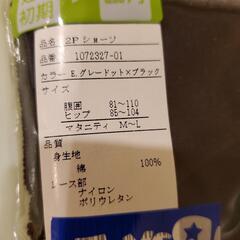 初期
品名 2Pショーツ
品番 1072327-01
カラー E.グレードット×ブラック
サイズ
腹囲 81~110
ヒップ 85~104
マタニティ M~L
品質
身生地
綿 100%
レース部
ナイロン
ポリウレタン